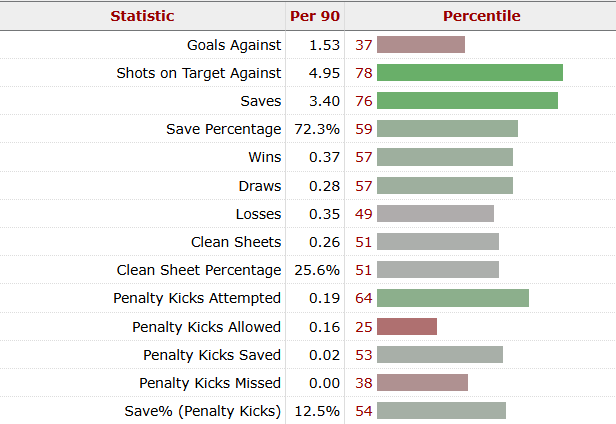 Statistic Per 90 Percentile
Goals Against 1.53 37
Shots on Target Against 4.95 78
Saves 3.40 76
Save Percentage 72.3% 59
Wins 0.37 57
Draws 0.28 57
Losses 0.35 49
Clean Sheets 0.26 51
Clean Sheet Percentage 25.6% 51
Penalty Kicks Attempted 0.19 64
Penalty Kicks Allowed 0.16 25
Penalty Kicks Saved 0.02 53
Penalty Kicks Missed 0.00 38
Save% (Penalty Kicks) 12.5% 54